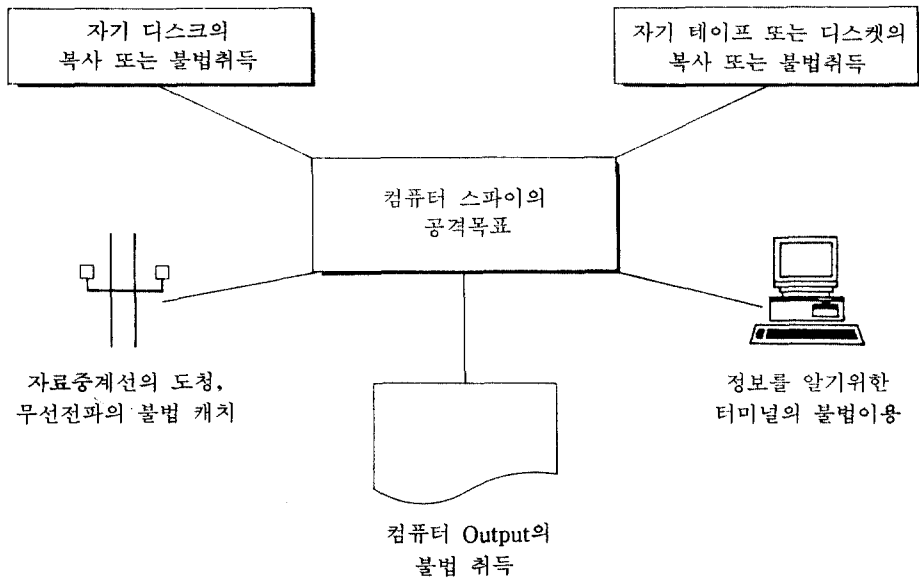 자기 디스크의
복사 또는 불법취득
자기 테이프 또는 디스켓의
복사 또는 불법취득
컴퓨터 스파이의
공격목표
자료중계선의 도청,
무선전파의 불법 캐치
정보를 알기위한
터미널의 불법이용
컴퓨터 Output의
불법 취득